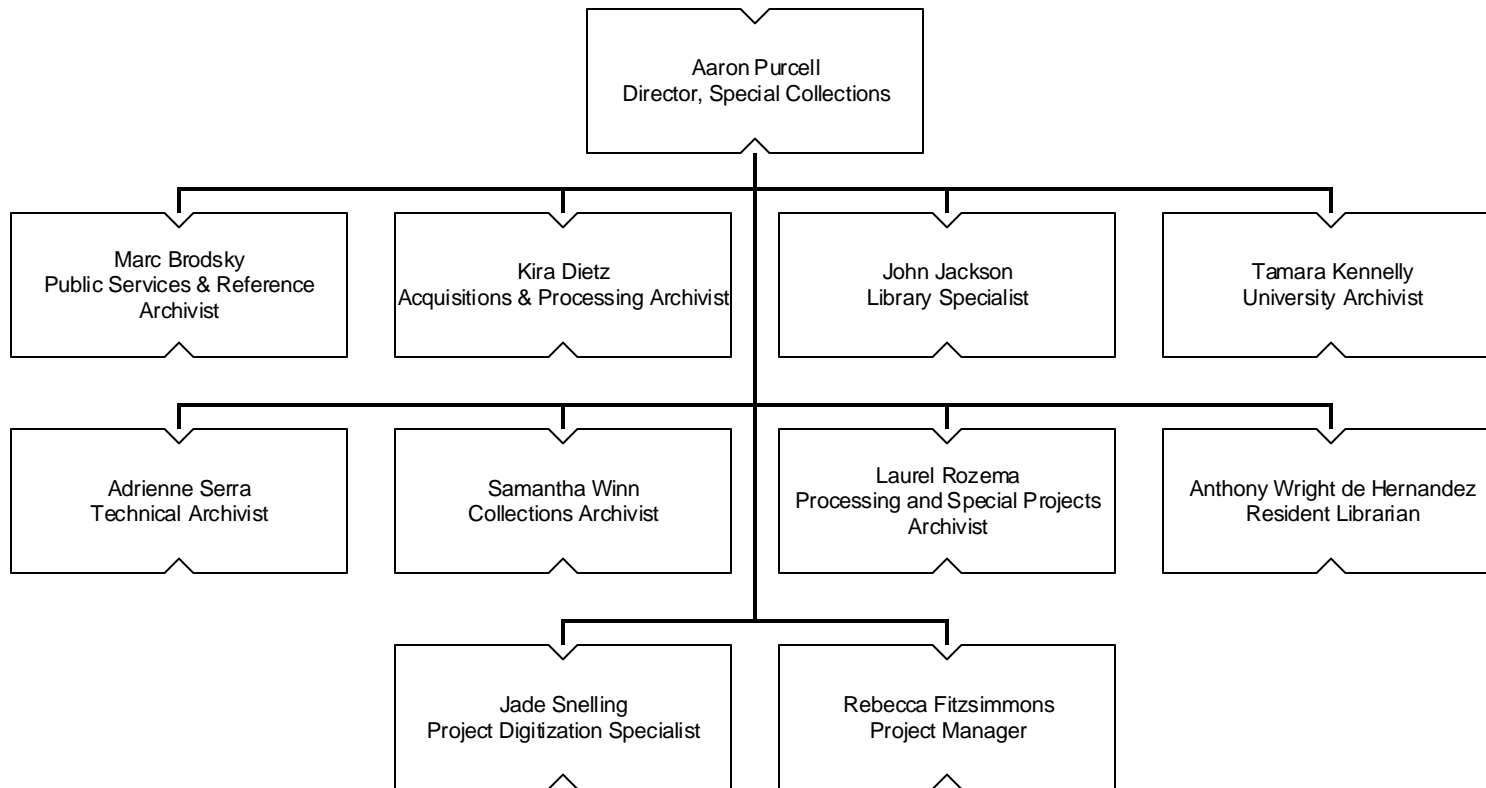 Aaron Purcell
Director, Special Collections
Marc Brodsky
Public Services & Reference
Archivist
Kira Dietz
Acquisitions & Processing Archivist
John Jackson
Library Specialist
Tamara Kennelly
University Archivist
Adrienne Serra
Technical Archivist
Samantha Winn
Collections Archivist
Laurel Rozema
Processing and Special Projects
Archivist
Anthony Wright de Hernandez
Resident Librarian
Jade Snelling
Project Digitization Specialist
Rebecca Fitzsimmons
Project Manager